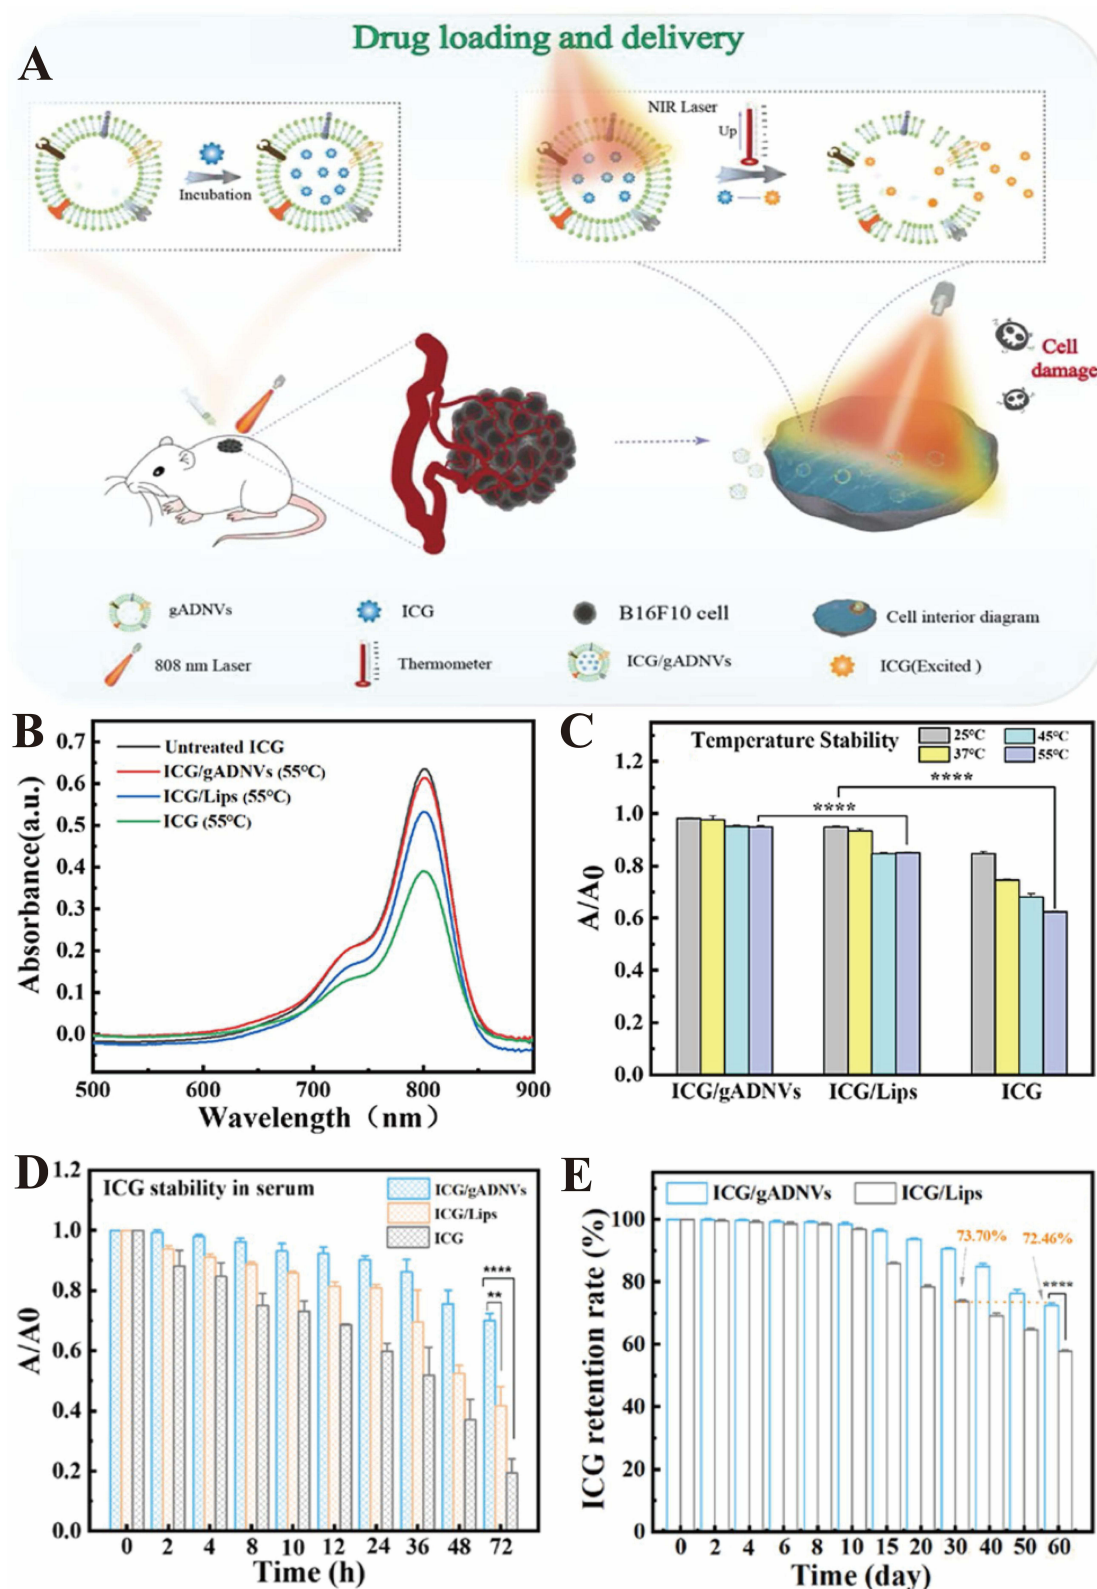 Drug loading and delivery
A
NIR Laser
Up
Incubation
Cell
damage
gADNVs
ICG
B16F10 cell
Cell interior diagram
808 nm Laser
Thermometer
ICG/gADNVs
ICG(Excited )
B
Untreated ICG
ICG/gADNVs (55°C)
ICG/Lips (55°C)
ICG (55°C)
Absorbance(a.u.)
0.7
0.6
0.5
0.4
0.3
0.2
0.1
0.0
500 600 700 800 900
Wavelength（nm）
C
Temperature Stability
25°C 45°C
37°C 55°C
****
****
A/A0
1.2
1.0
0.8
0.6
0.4
0.2
0.0
ICG/gADNVs ICG/Lips ICG
D
ICG stability in serum
ICG/gADNVs
ICG/Lips
ICG
****
**
A/A0
1.2
1.0
0.8
0.6
0.4
0.2
0.0
0 2 4 8 10 12 24 36 48 72
Time (h)
E
ICG/gADNVs ICG/Lips
73.70% 72.46%
****
ICG retention rate (%)
100
80
60
40
20
0
0 2 4 6 8 10 15 20 30 40 50 60
Time (day)